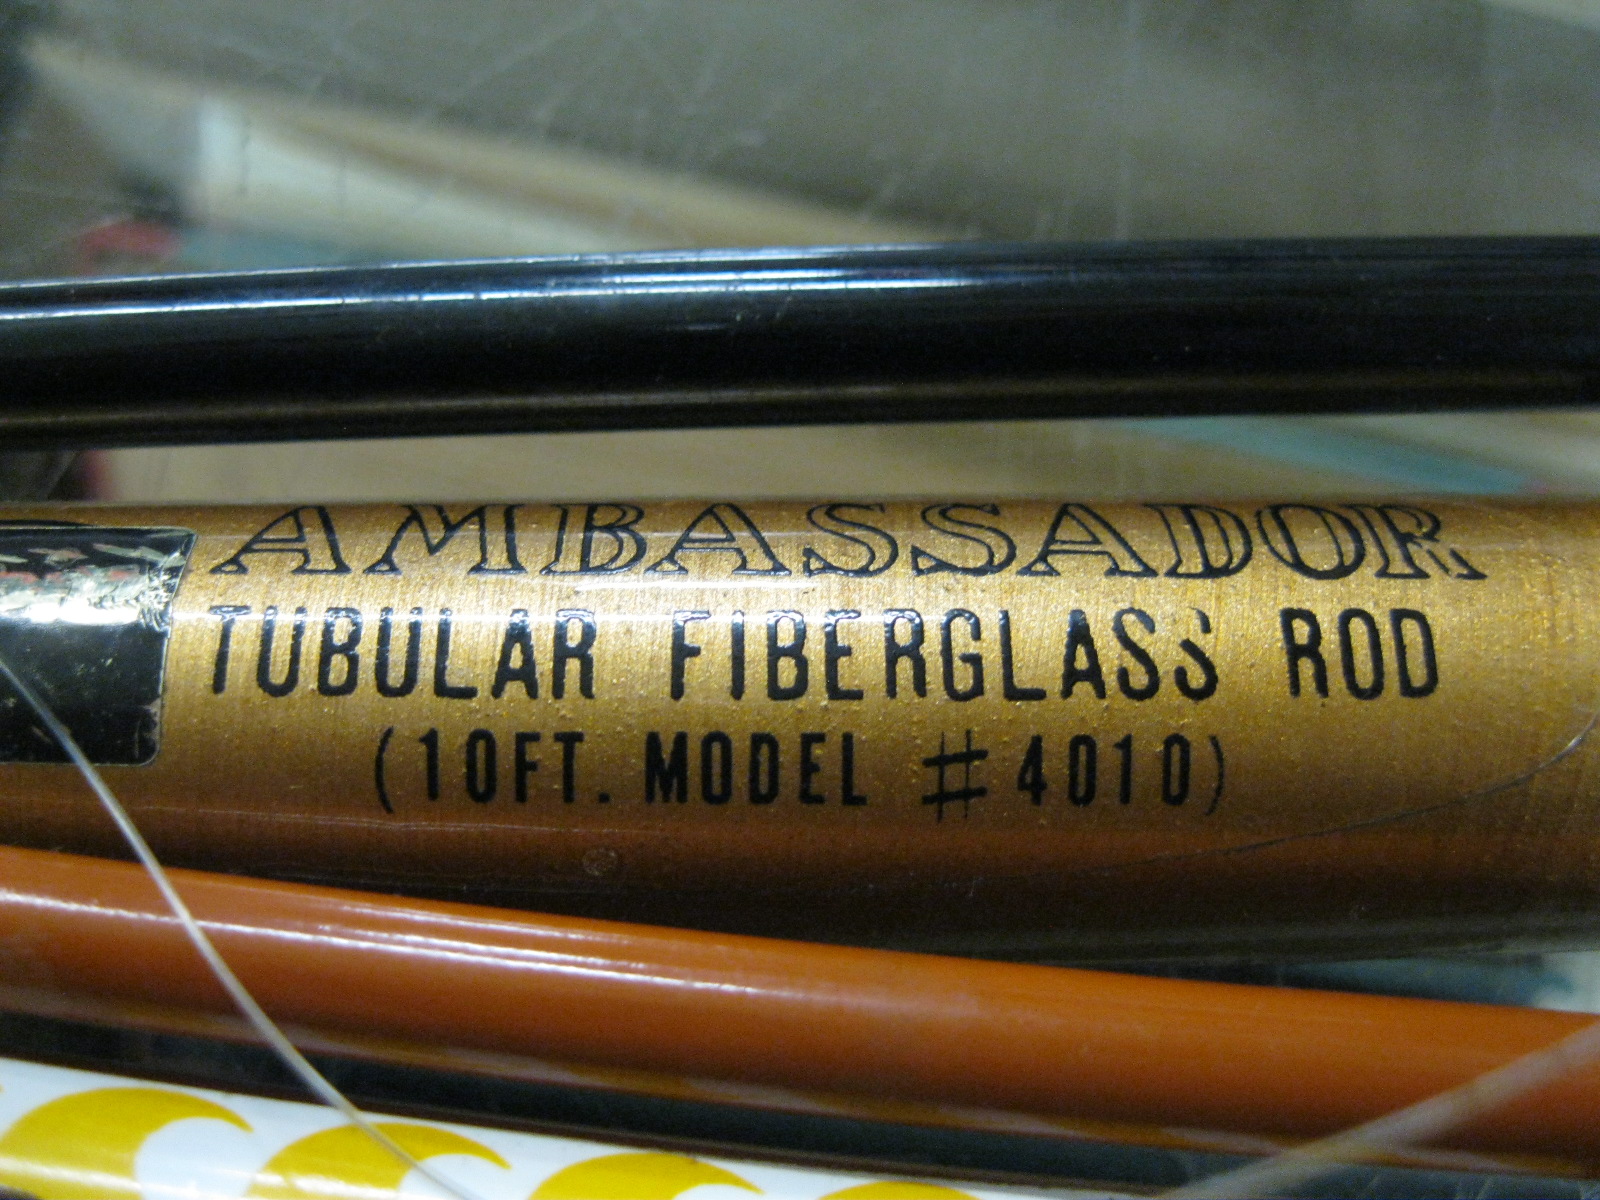 AMBASSADOR
TUBULAR FIBERGLASS ROD
(10FT. MODEL #4010)